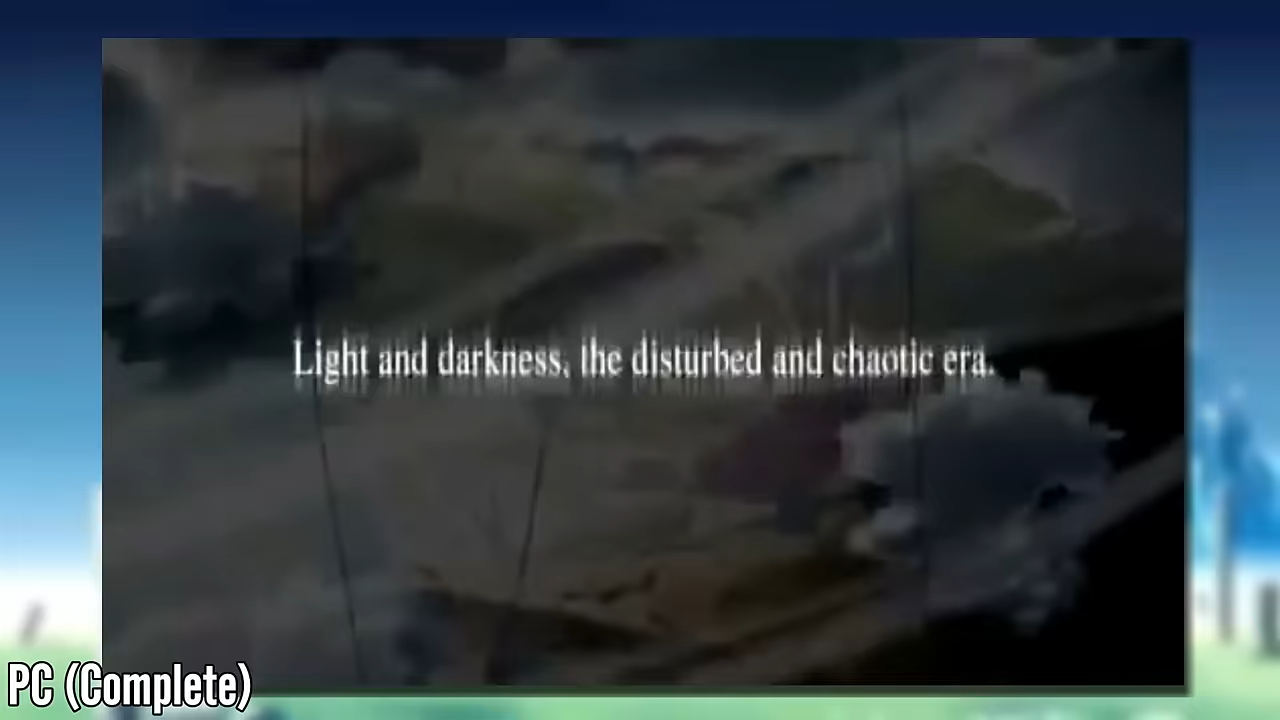 Light and darkness, the disturbed and chaotic era.
PC (Complete)